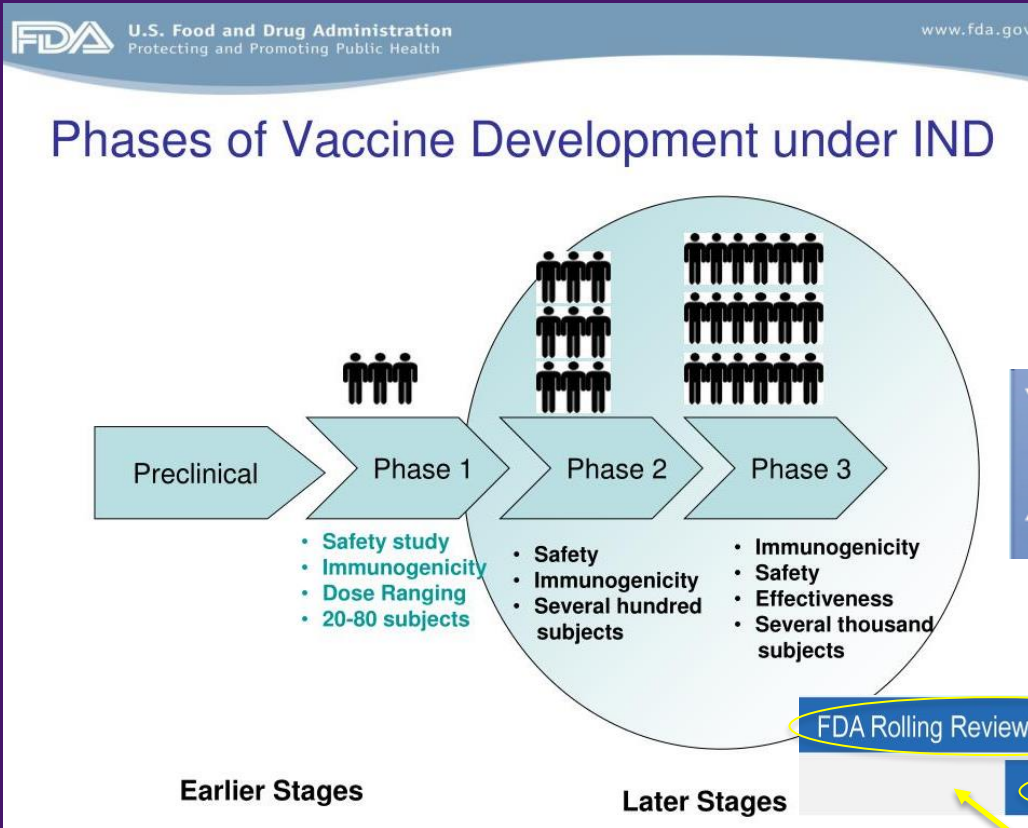 FDA
U.S. Food and Drug Administration
Protecting and Promoting Public Health
www.fda.gov
Phases of Vaccine Development under IND
Preclinical
Phase 1
Phase 2
Phase 3
• Safety study
• Immunogenicity
• Dose Ranging
• 20-80 subjects
• Safety
• Immunogenicity
• Several hundred
subjects
• Immunogenicity
• Safety
• Effectiveness
• Several thousand
subjects
FDA Rolling Review
Earlier Stages
Later Stages